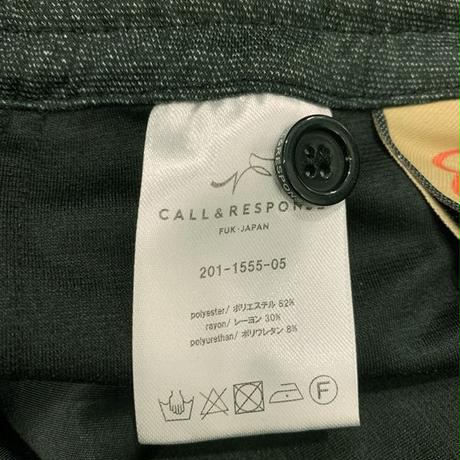 CALL & RESPONSE
FUK・JAPAN
201-1555-05
polyester/ ポリエステル 62%
rayon/ レーヨン 30%
polyurethan/ ポリウレタン 8%
F